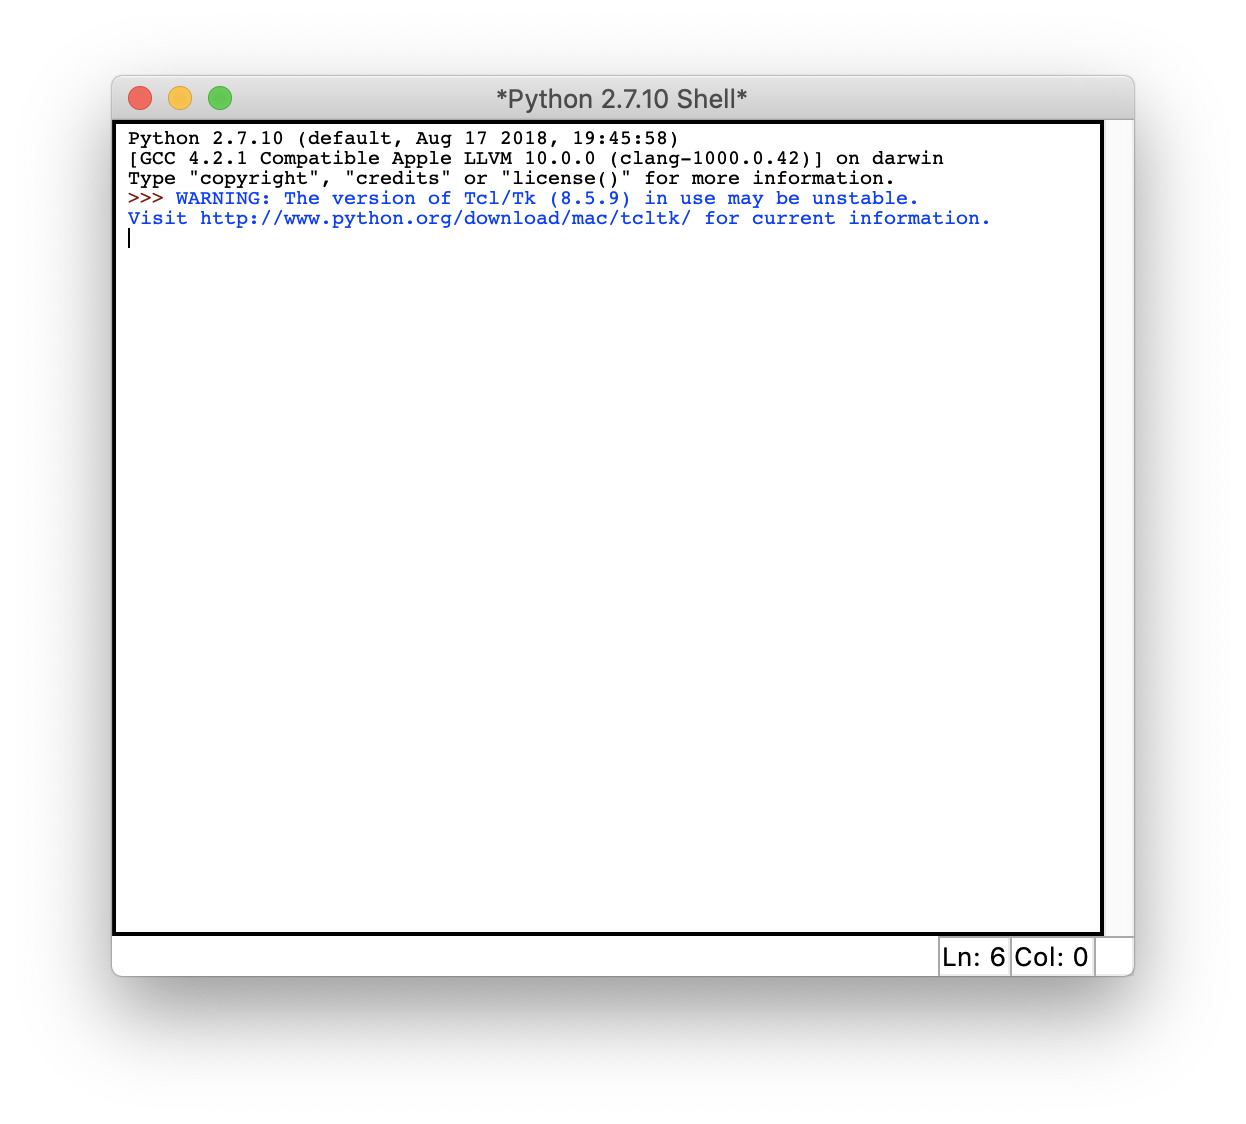 *Python 2.7.10 Shell*
Python 2.7.10 (default, Aug 17 2018, 19:45:58)
[GCC 4.2.1 Compatible Apple LLVM 10.0.0 (clang-1000.0.42)] on darwin
Type "copyright", "credits" or "license()" for more information.
>>> WARNING: The version of Tcl/Tk (8.5.9) in use may be unstable.
Visit http://www.python.org/download/mac/tcltk/ for current information.
Ln: 6 Col: 0